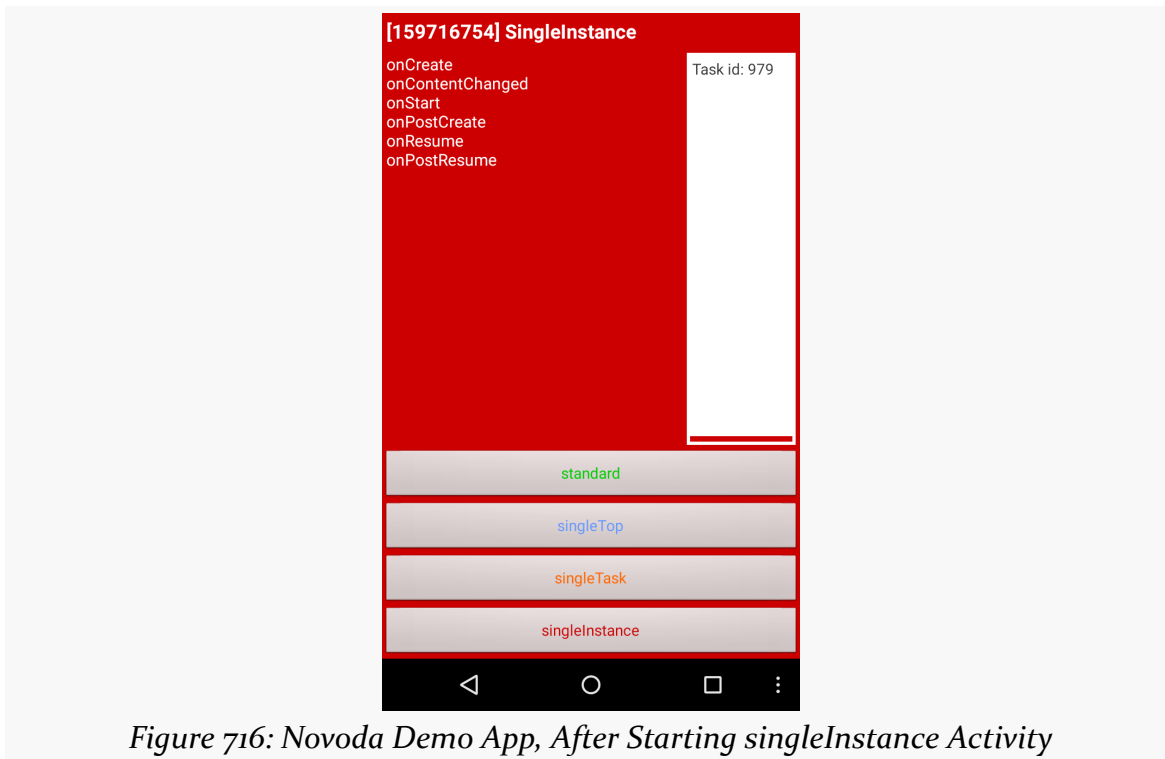 [159716754] SingleInstance
onCreate
onContentChanged
onStart
onPostCreate
onResume
onPostResume
Task id: 979
standard
singleTop
singleTask
singleInstance
Figure 716: Novoda Demo App, After Starting singleInstance Activity